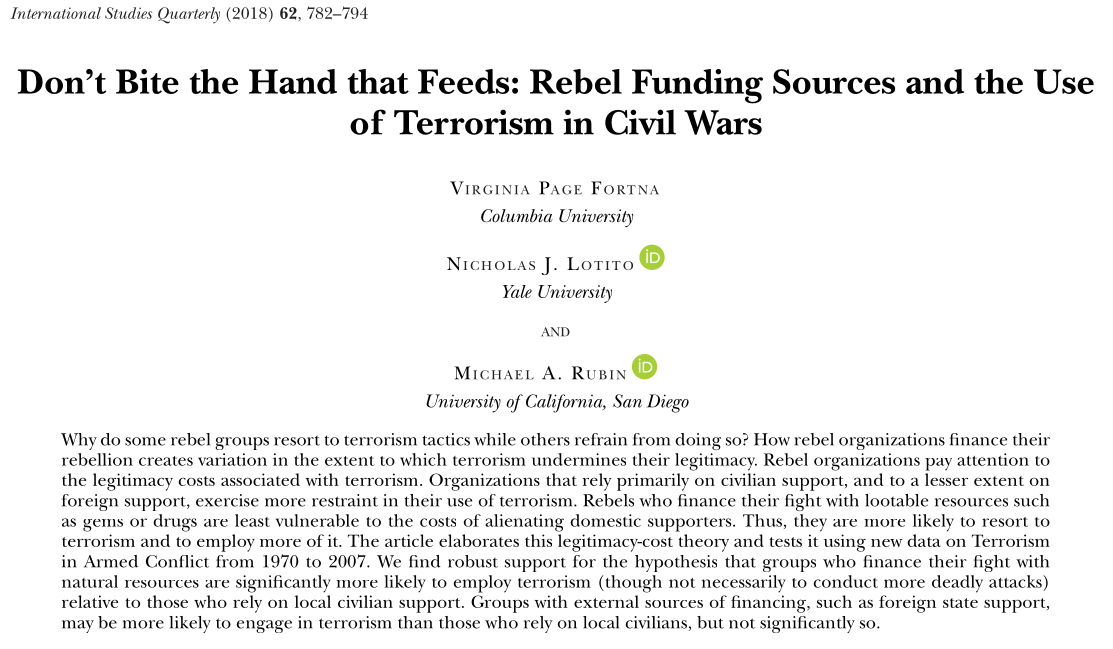 International Studies Quarterly (2018) 62, 782–794
Don't Bite the Hand that Feeds: Rebel Funding Sources and the Use
of Terrorism in Civil Wars
VIRGINIA PAGE FORTNA
Columbia University
NICHOLAS J. LOTITO iD
Yale University
AND
MICHAEL A. RUBIN iD
University of California, San Diego
Why do some rebel groups resort to terrorism tactics while others refrain from doing so? How rebel organizations finance their
rebellion creates variation in the extent to which terrorism undermines their legitimacy. Rebel organizations pay attention to
the legitimacy costs associated with terrorism. Organizations that rely primarily on civilian support, and to a lesser extent on
foreign support, exercise more restraint in their use of terrorism. Rebels who finance their fight with lootable resources such
as gems or drugs are least vulnerable to the costs of alienating domestic supporters. Thus, they are more likely to resort to
terrorism and to employ more of it. The article elaborates this legitimacy-cost theory and tests it using new data on Terrorism
in Armed Conflict from 1970 to 2007. We find robust support for the hypothesis that groups who finance their fight with
natural resources are significantly more likely to employ terrorism (though not necessarily to conduct more deadly attacks)
relative to those who rely on local civilian support. Groups with external sources of financing, such as foreign state support,
may be more likely to engage in terrorism than those who rely on local civilians, but not significantly so.